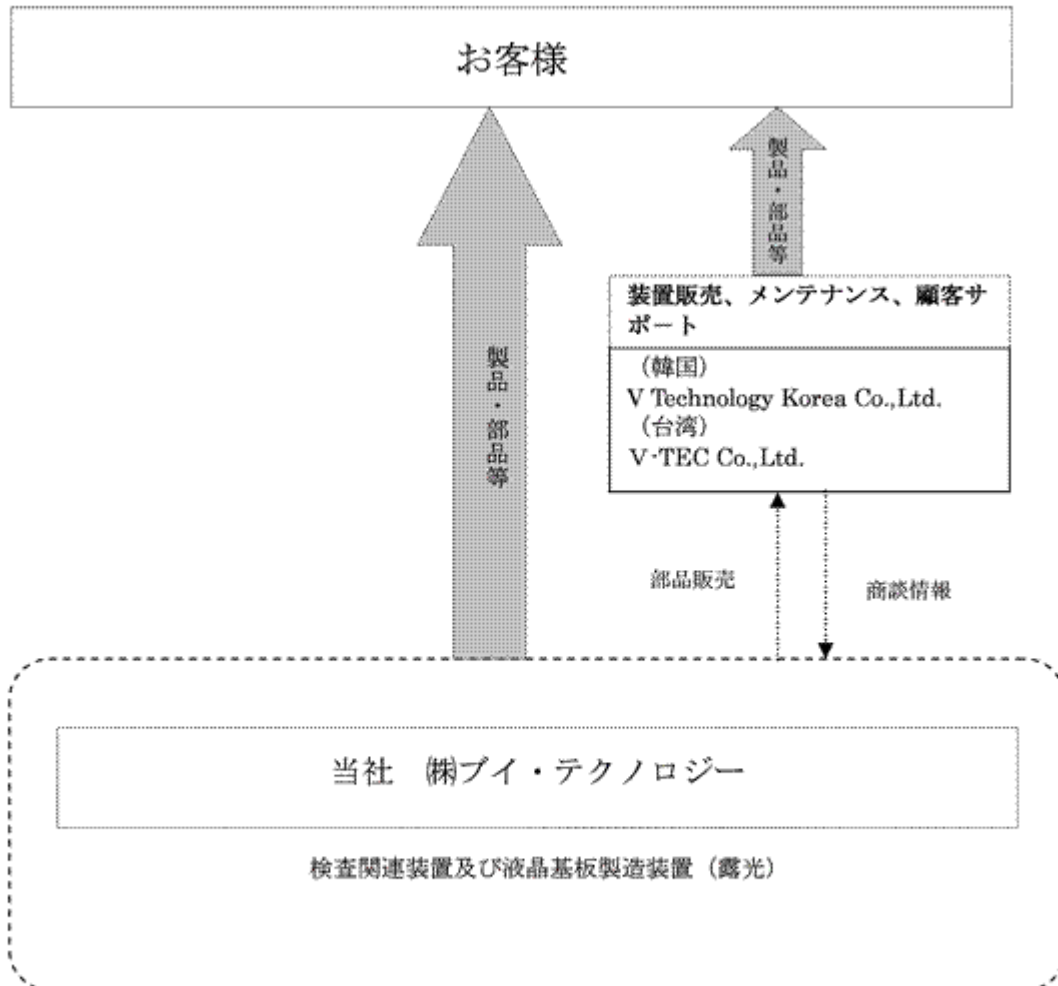 お客様
製品・部品等
製品・部品等
装置販売、メンテナンス、顧客サ
ポート
（韓国）
V Technology Korea Co.,Ltd.
（台湾）
V-TEC Co.,Ltd.
部品販売
商談情報
当社　㈱ブイ・テクノロジー
検査関連装置及び液晶基板製造装置（露光）